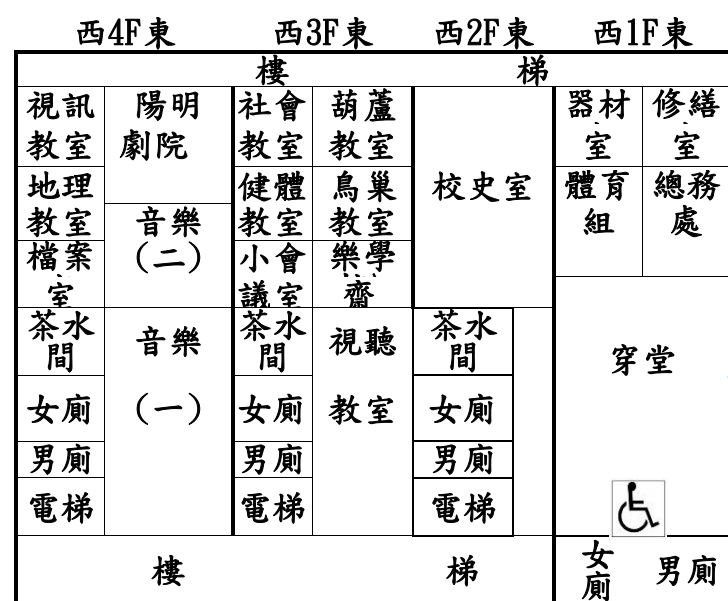 西4F東 西3F東 西2F東 西1F東
樓 梯
視訊 陽明 社會 葫蘆 器材 修繕
教室 劇院 教室 教室 室 室
地理 健體 鳥巢 校史室 體育 總務
教室 音樂 教室 教室 組 處
檔案 (二) 小會 樂學
室 議室 齋
茶水 音樂 茶水 視聽 茶水
間 間 間 穿堂
女廁 (一) 女廁 教室 女廁
男廁 男廁 男廁
電梯 電梯 電梯
樓 梯 女 男廁
廁